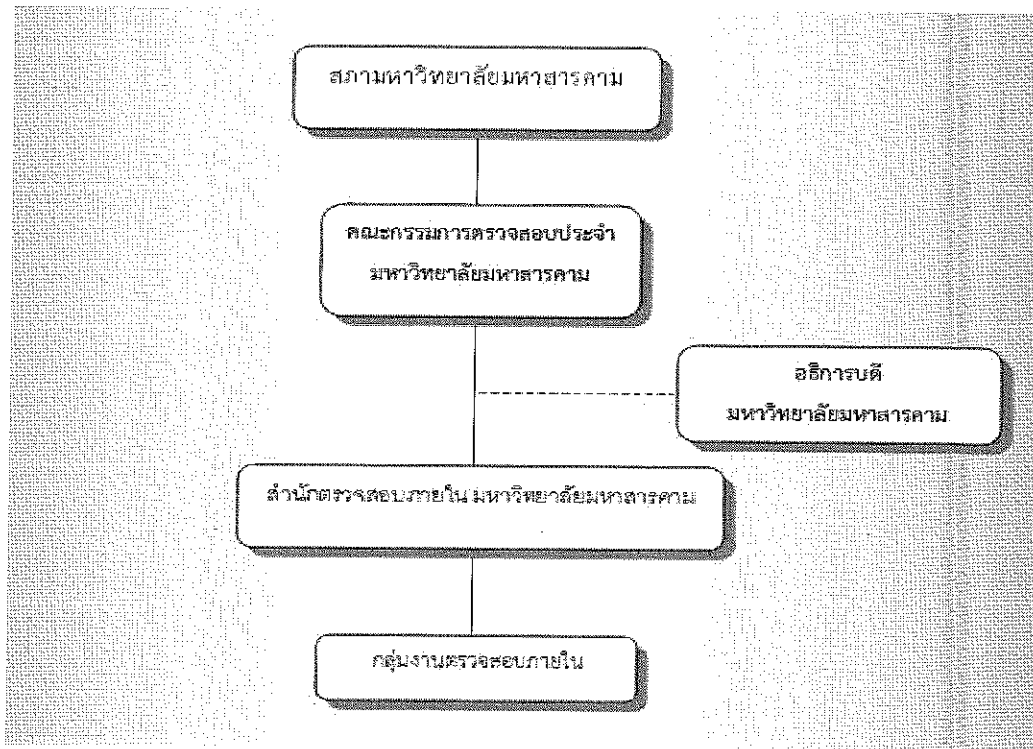 สภามหาวิทยาลัยมหาสารคาม
คณะกรรมการตรวจสอบประจำ
มหาวิทยาลัยมหาสารคาม
อธิการบดี
มหาวิทยาลัยมหาสารคาม
สำนักตรวจสอบภายใน มหาวิทยาลัยมหาสารคาม
กลุ่มงานตรวจสอบภายใน